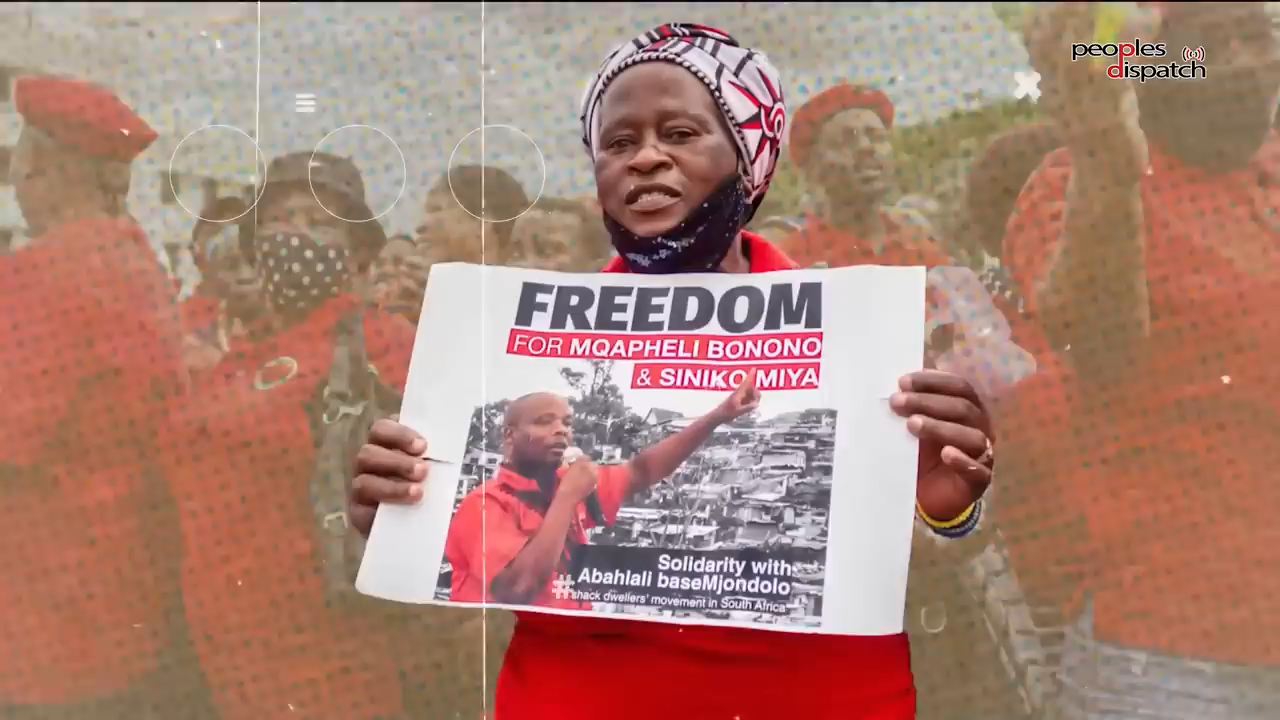 peoples
dispatch
FREEDOM
FOR MQAPHELI BONONO
& SINIKO MIYA
Solidarity with
#Abahlali baseMjondolo
shack dwellers' movement in South Africa